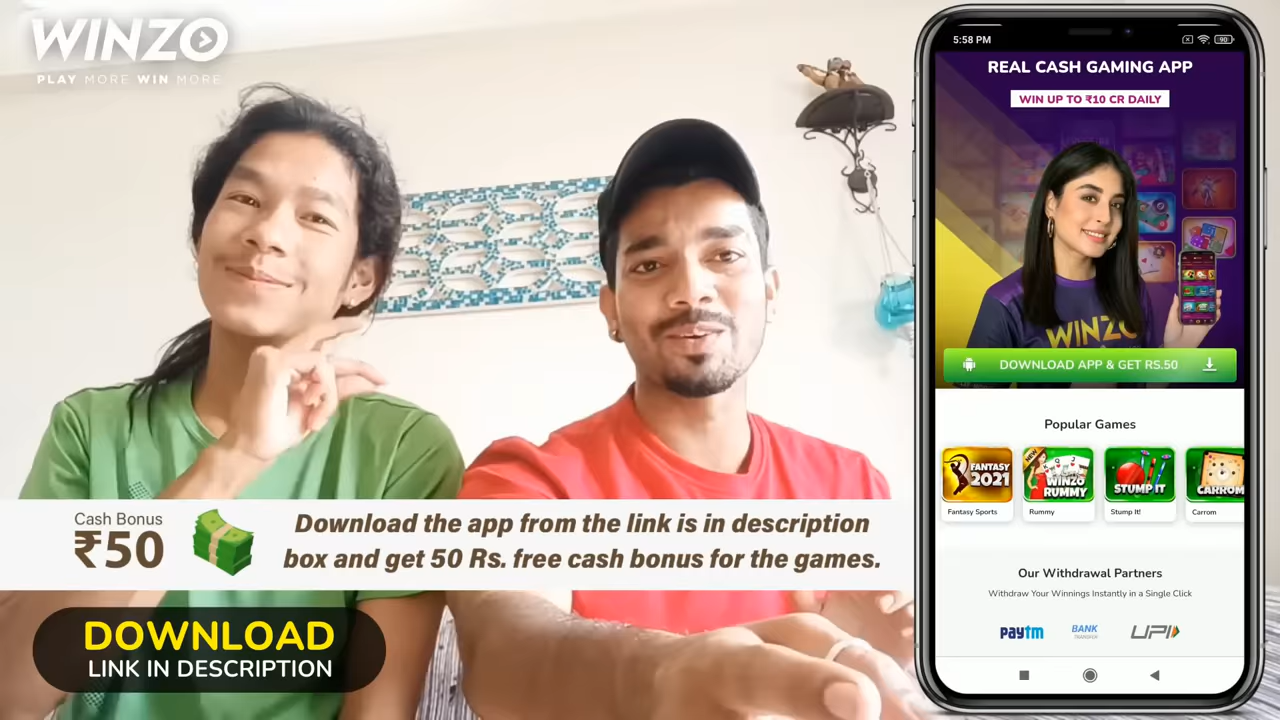 WINZO
PLAY MORE WIN MORE
Cash Bonus
₹50
Download the app from the link is in description
box and get 50 Rs. free cash bonus for the games.
DOWNLOAD
LINK IN DESCRIPTION
5:58 PM
90
REAL CASH GAMING APP
WIN UP TO ₹10 CR DAILY
WINZO
DOWNLOAD APP & GET RS.50
Popular Games
FANTASY
2021
NEW
WINZO
RUMMY
STUMP IT
CARROM
Fantasy Sports
Rummy
Stump It!
Carrom
Our Withdrawal Partners
Withdraw Your Winnings Instantly in a Single Click
paytm
BANK
TRANSFER
UPI